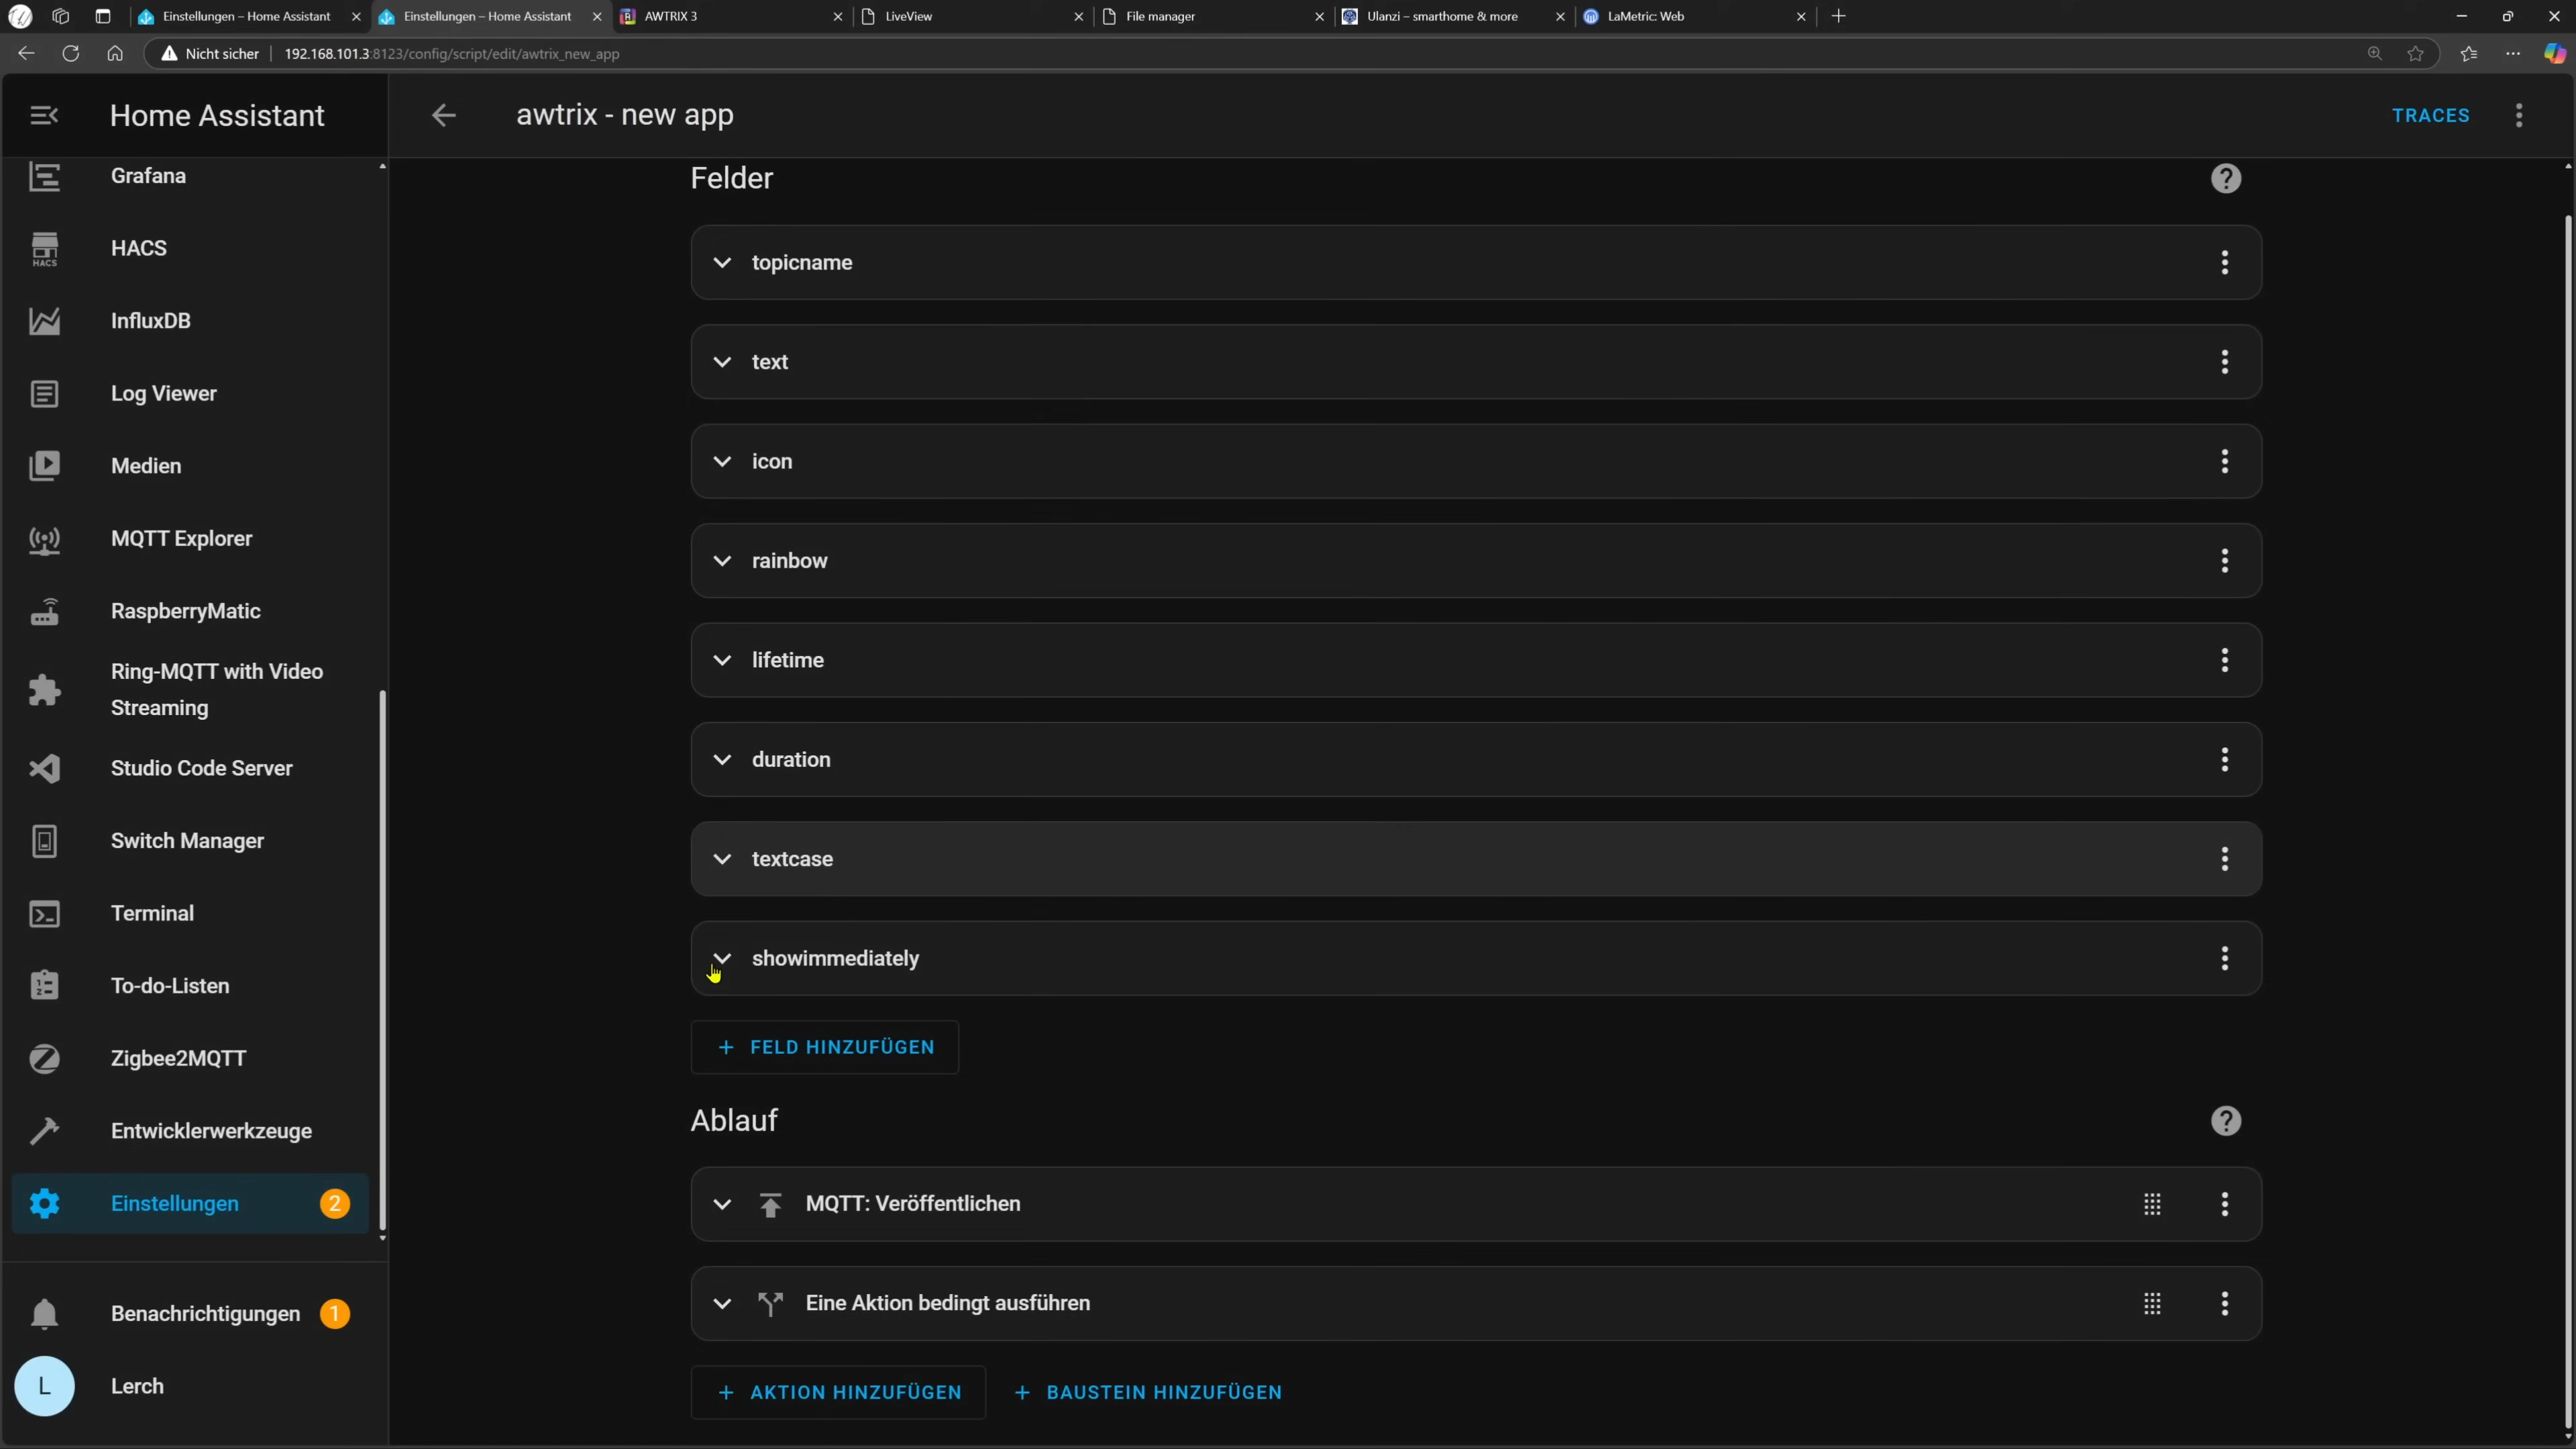 Einstellungen – Home Assistant
Einstellungen – Home Assistant
AWTRIX 3
LiveView
File manager
Ulanzi – smarthome & more
LaMetric: Web
Nicht sicher
192.168.101.3:8123/config/script/edit/awtrix_new_app
Home Assistant
awtrix - new app
TRACES
Grafana
HACS
HACS
InfluxDB
Log Viewer
Medien
MQTT Explorer
RaspberryMatic
Ring-MQTT with Video
Streaming
Studio Code Server
Switch Manager
Terminal
To-do-Listen
Zigbee2MQTT
Entwicklerwerkzeuge
Einstellungen 2
Benachrichtigungen 1
L Lerch
Felder
topicname
text
icon
rainbow
lifetime
duration
textcase
showimmediately
+ FELD HINZUFÜGEN
Ablauf
MQTT: Veröffentlichen
Eine Aktion bedingt ausführen
+ AKTION HINZUFÜGEN
+ BAUSTEIN HINZUFÜGEN